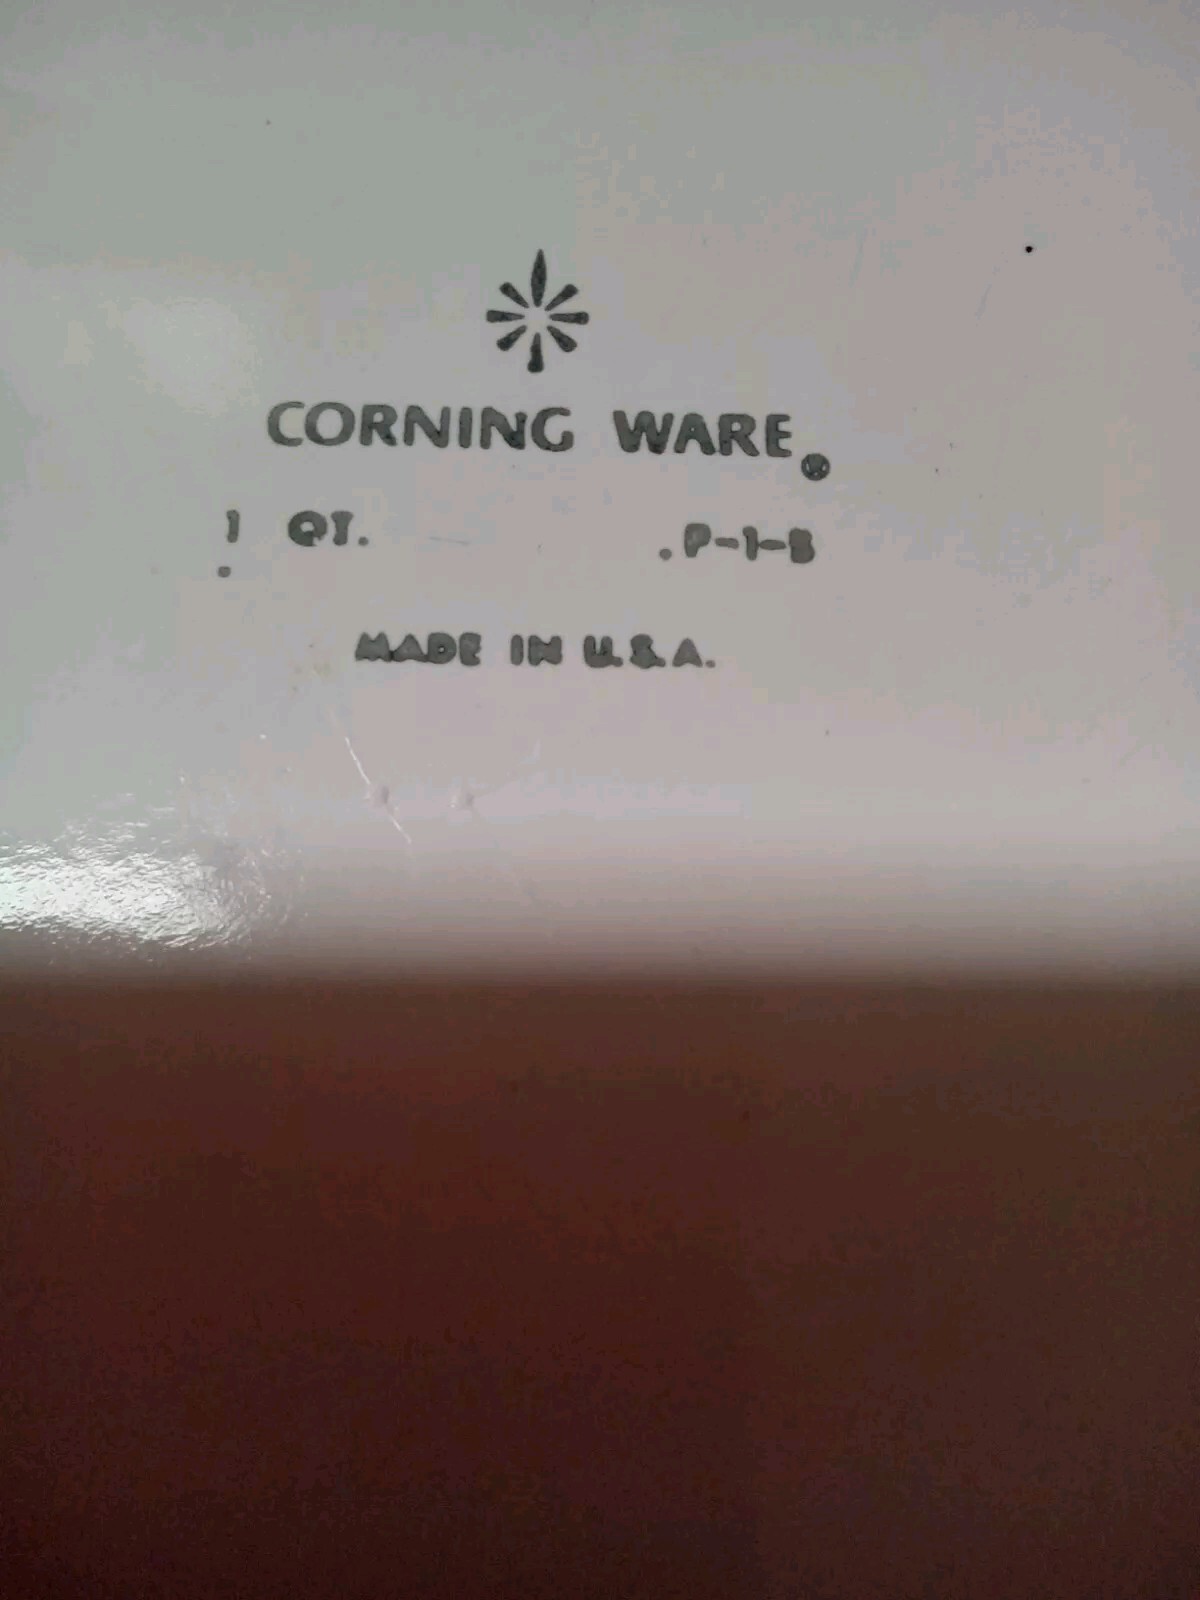 CORNING WARE®
1 QT. P-1-B
MADE IN U.S.A.